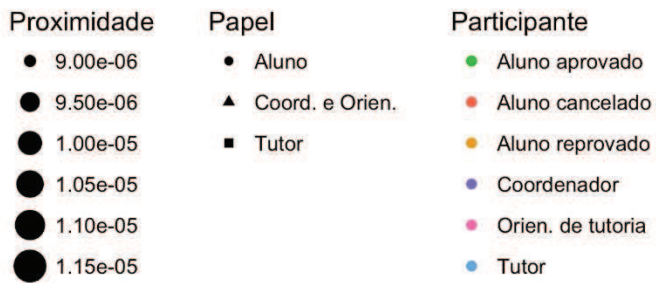 Proximidade
9.00e-06
9.50e-06
1.00e-05
1.05e-05
1.10e-05
1.15e-05
Papel
Aluno
Coord. e Orien.
Tutor
Participante
Aluno aprovado
Aluno cancelado
Aluno reprovado
Coordenador
Orien. de tutoria
Tutor